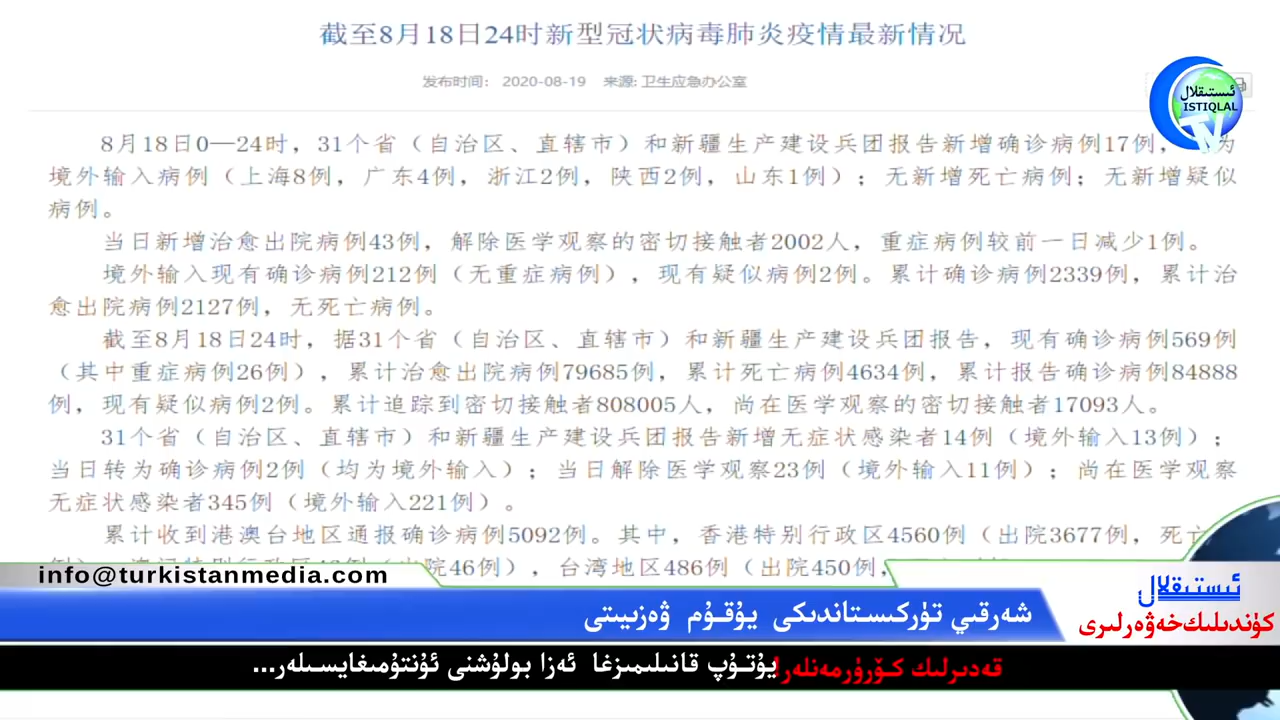 截至8月18日24时新型冠状病毒肺炎疫情最新情况
发布时间： 2020-08-19 来源: 卫生应急办公室
ئىستىقلال
ISTIQLAL
TV
8月18日0—24时，31个省（自治区、直辖市）和新疆生产建设兵团报告新增确诊病例17例，
境外输入病例（上海8例，广东4例，浙江2例，陕西2例，山东1例）；无新增死亡病例；无新增疑似
病例。
当日新增治愈出院病例43例，解除医学观察的密切接触者2002人，重症病例较前一日减少1例。
境外输入现有确诊病例212例（无重症病例），现有疑似病例2例。累计确诊病例2339例，累计治
愈出院病例2127例，无死亡病例。
截至8月18日24时，据31个省（自治区、直辖市）和新疆生产建设兵团报告，现有确诊病例569例
（其中重症病例26例），累计治愈出院病例79685例，累计死亡病例4634例，累计报告确诊病例84888
例，现有疑似病例2例。累计追踪到密切接触者808005人，尚在医学观察的密切接触者17093人。
31个省（自治区、直辖市）和新疆生产建设兵团报告新增无症状感染者14例（境外输入13例）；
当日转为确诊病例2例（均为境外输入）；当日解除医学观察23例（境外输入11例）；尚在医学观察
无症状感染者345例（境外输入221例）。
累计收到港澳台地区通报确诊病例5092例。其中，香港特别行政区4560例（出院3677例，死亡
46例），台湾地区486例（出院450例，
info@turkistanmedia.com
ئىستىقلال
كۈندىلىك خەۋەرلىرى
شەرقىي تۈركىستاندىكى يۇقۇم ۋەزىيىتى
قەدىرلىك كۆرۈرمەنلەر! يۇتۇپ قانىلىمىزغا ئەزا بولۇشنى ئۇنتۇمىغايسىلەر...